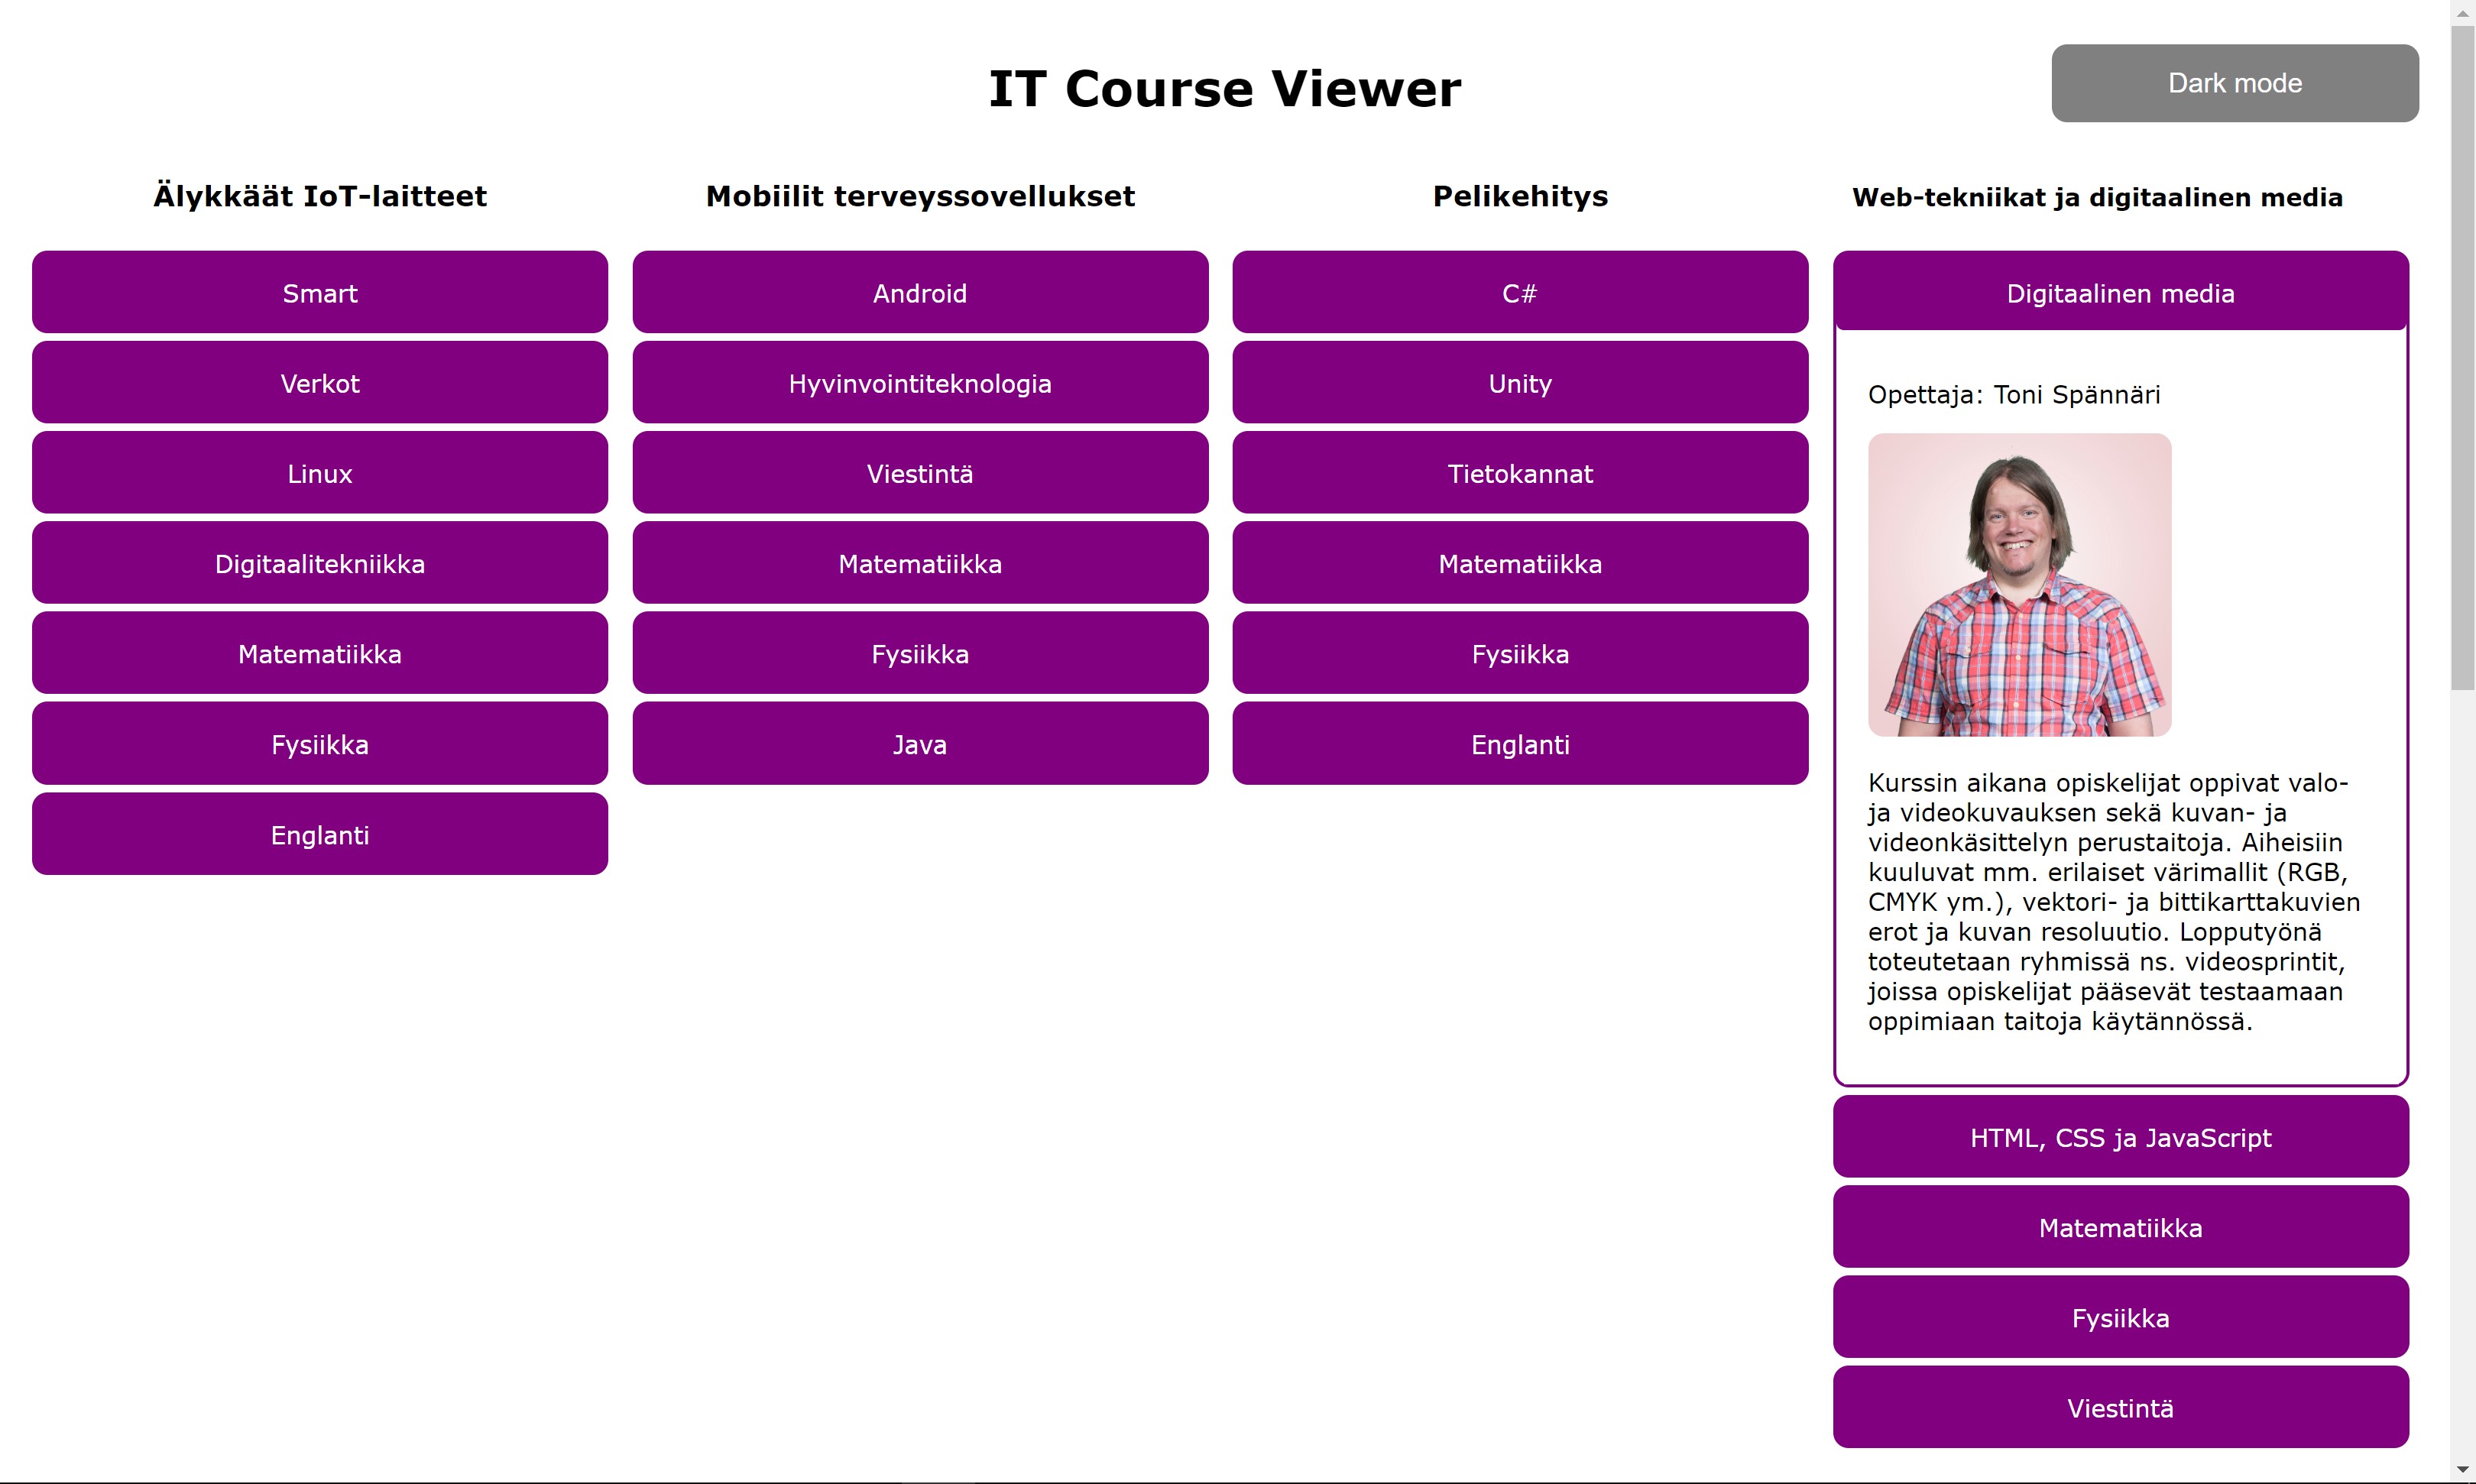 IT Course Viewer
Dark mode
Älykkäät IoT-laitteet
Smart
Verkot
Linux
Digitaalitekniikka
Matematiikka
Fysiikka
Englanti
Mobiilit terveyssovellukset
Android
Hyvinvointiteknologia
Viestintä
Matematiikka
Fysiikka
Java
Pelikehitys
C#
Unity
Tietokannat
Matematiikka
Fysiikka
Englanti
Web-tekniikat ja digitaalinen media
Digitaalinen media
Opettaja: Toni Spännäri
Kurssin aikana opiskelijat oppivat valo-
ja videokuvauksen sekä kuvan- ja
videonkäsittelyn perustaitoja. Aiheisiin
kuuluvat mm. erilaiset värimallit (RGB,
CMYK ym.), vektori- ja bittikarttakuvien
erot ja kuvan resoluutio. Lopputyönä
toteutetaan ryhmissä ns. videosprintit,
joissa opiskelijat pääsevät testaamaan
oppimiaan taitoja käytännössä.
HTML, CSS ja JavaScript
Matematiikka
Fysiikka
Viestintä